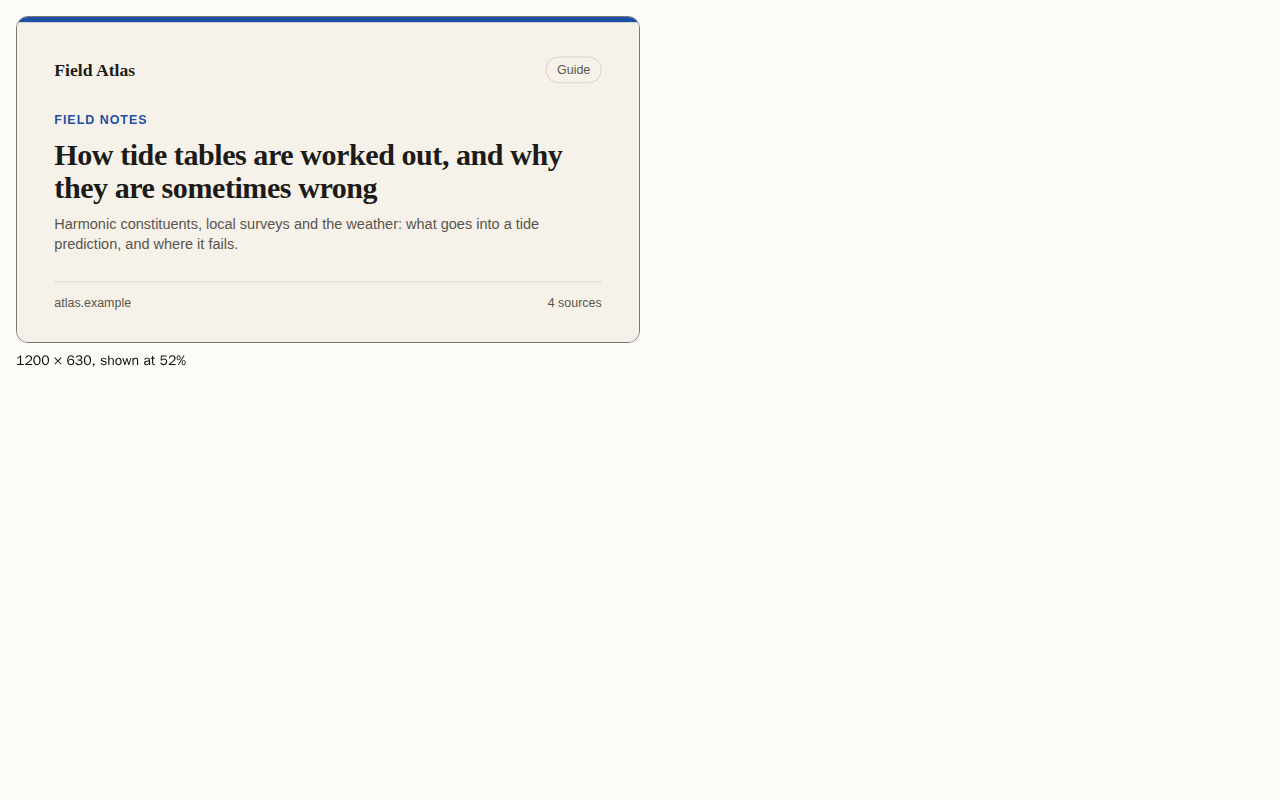 Field Atlas
Guide
FIELD NOTES
How tide tables are worked out, and why
they are sometimes wrong
Harmonic constituents, local surveys and the weather: what goes into a tide
prediction, and where it fails.
atlas.example
4 sources
1200 × 630, shown at 52%